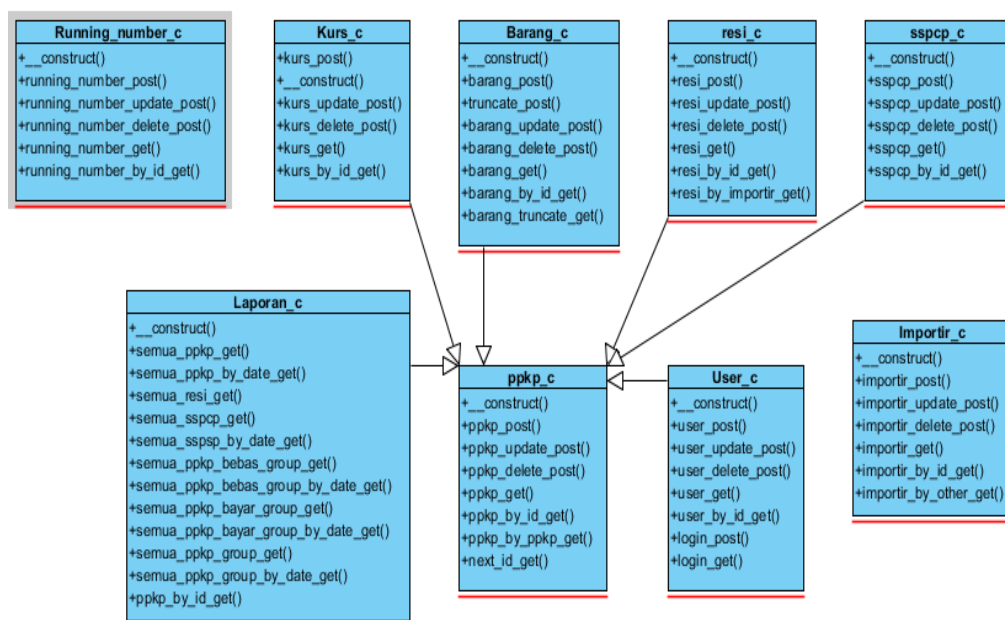 Running_number_c
+__construct()
+running_number_post()
+running_number_update_post()
+running_number_delete_post()
+running_number_get()
+running_number_by_id_get()
Kurs_c
+kurs_post()
+__construct()
+kurs_update_post()
+kurs_delete_post()
+kurs_get()
+kurs_by_id_get()
Barang_c
+__construct()
+barang_post()
+truncate_post()
+barang_update_post()
+barang_delete_post()
+barang_get()
+barang_by_id_get()
+barang_truncate_get()
resi_c
+__construct()
+resi_post()
+resi_update_post()
+resi_delete_post()
+resi_get()
+resi_by_id_get()
+resi_by_importir_get()
sspcp_c
+__construct()
+sspcp_post()
+sspcp_update_post()
+sspcp_delete_post()
+sspcp_get()
+sspcp_by_id_get()
Laporan_c
+__construct()
+semua_ppkp_get()
+semua_ppkp_by_date_get()
+semua_resi_get()
+semua_sspcp_get()
+semua_sspsp_by_date_get()
+semua_ppkp_bebas_group_get()
+semua_ppkp_bebas_group_by_date_get()
+semua_ppkp_bayar_group_get()
+semua_ppkp_bayar_group_by_date_get()
+semua_ppkp_group_get()
+semua_ppkp_group_by_date_get()
+ppkp_by_id_get()
ppkp_c
+__construct()
+ppkp_post()
+ppkp_update_post()
+ppkp_delete_post()
+ppkp_get()
+ppkp_by_id_get()
+ppkp_by_ppkp_get()
+next_id_get()
User_c
+__construct()
+user_post()
+user_update_post()
+user_delete_post()
+user_get()
+user_by_id_get()
+login_post()
+login_get()
Importir_c
+__construct()
+importir_post()
+importir_update_post()
+importir_delete_post()
+importir_get()
+importir_by_id_get()
+importir_by_other_get()